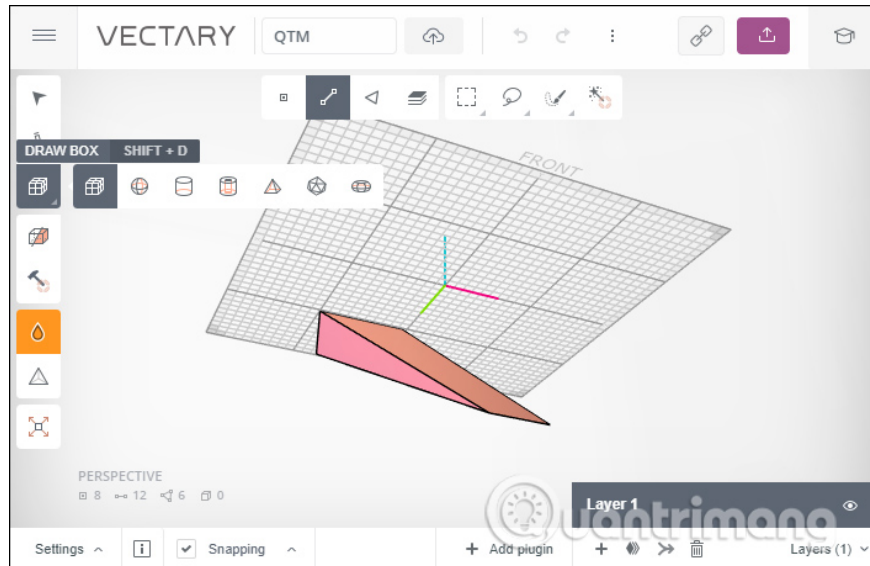 VECTARY QTM
DRAW BOX SHIFT + D
FRONT
PERSPECTIVE
8 12 6 0
Layer 1
uantrimang
Settings Snapping Add plugin Layers (1)